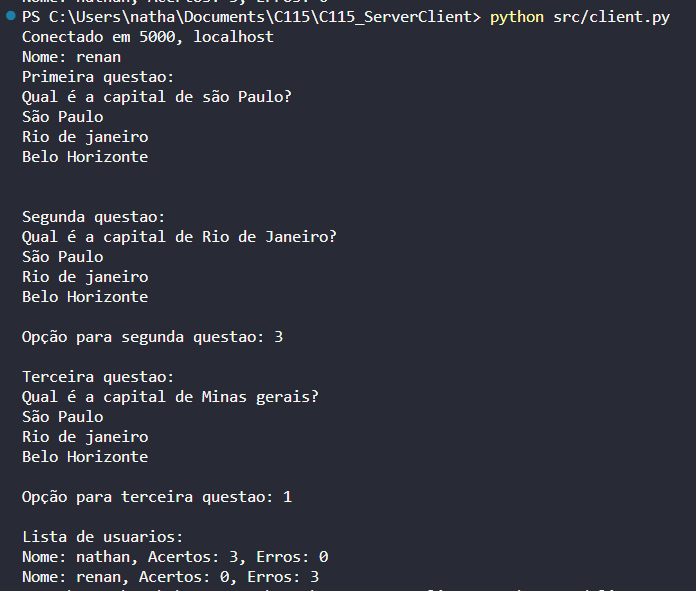 PS C:\Users\natha\Documents\C115\C115_ServerClient> python src/client.py
Conectado em 5000, localhost
Nome: renan
Primeira questao:
Qual é a capital de são Paulo?
São Paulo
Rio de janeiro
Belo Horizonte
Segunda questao:
Qual é a capital de Rio de Janeiro?
São Paulo
Rio de janeiro
Belo Horizonte
Opção para segunda questao: 3
Terceira questao:
Qual é a capital de Minas gerais?
São Paulo
Rio de janeiro
Belo Horizonte
Opção para terceira questao: 1
Lista de usuarios:
Nome: nathan, Acertos: 3, Erros: 0
Nome: renan, Acertos: 0, Erros: 3